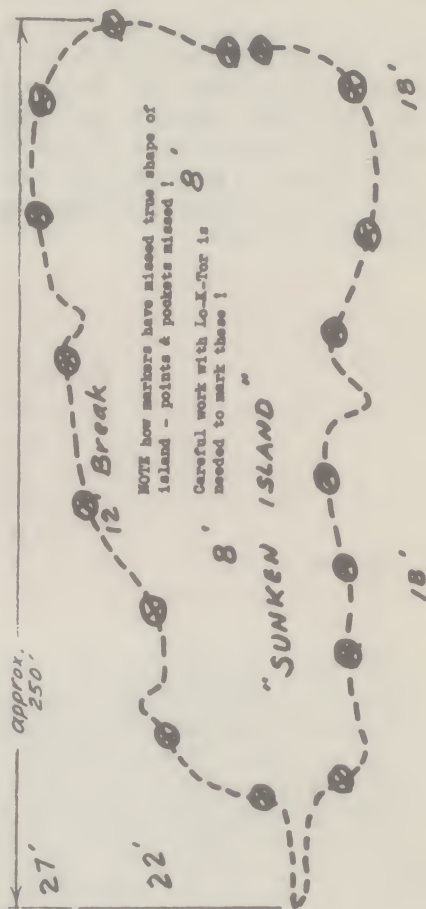 approx.
250'
27'
22'
Break
12
NOTE how markers have missed true shape of
island - points & pockets missed !
8'
Careful work with Lo-K-Tor is
needed to mark these !
8'
"SUNKEN ISLAND"
18'
18'